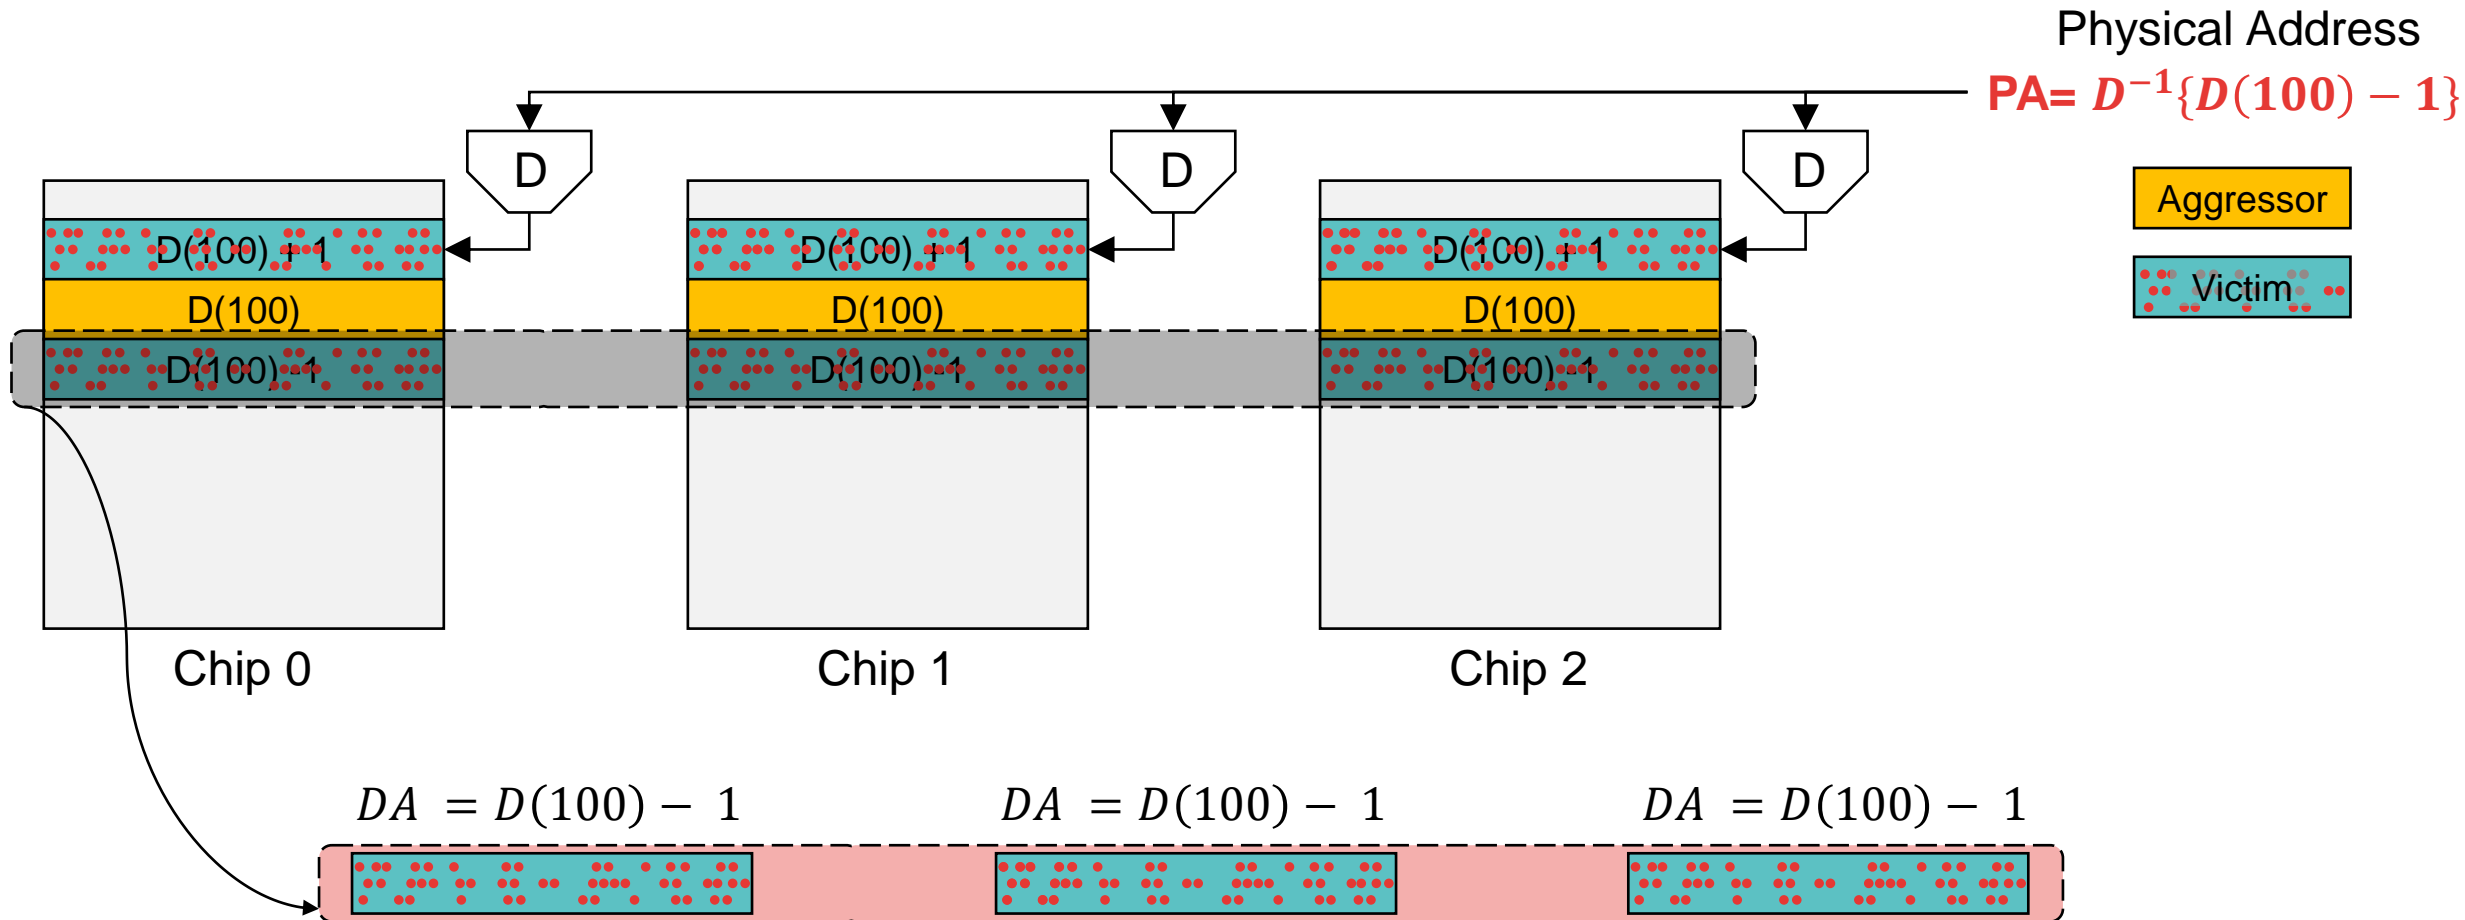 Physical Address
PA= D⁻¹{D(100) − 1}
D
D
D
Aggressor
Victim
D(100) + 1
D(100) + 1
D(100) + 1
D(100)
D(100)
D(100)
D(100) -1
D(100) -1
D(100) -1
Chip 0
Chip 1
Chip 2
DA = D(100) − 1
DA = D(100) − 1
DA = D(100) − 1